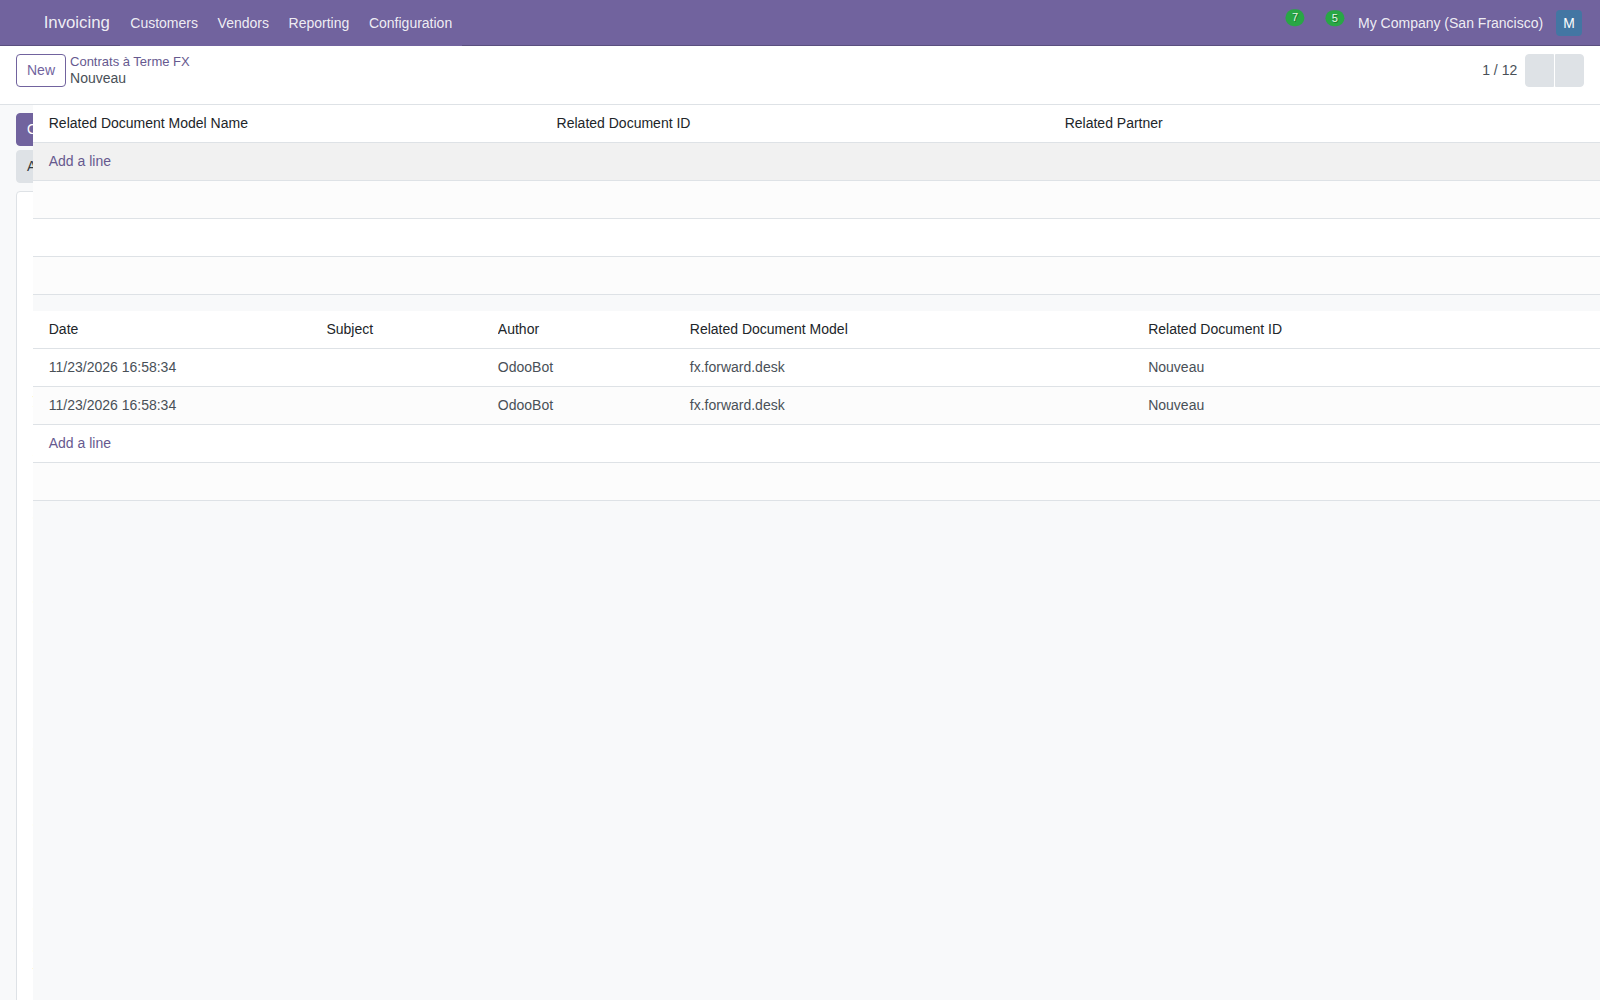 Invoicing Customers Vendors Reporting Configuration 7 5 My Company (San Francisco) M
New Contrats à Terme FX
Nouveau
1 / 12
Related Document Model Name Related Document ID Related Partner
Add a line
Date Subject Author Related Document Model Related Document ID
11/23/2026 16:58:34 OdooBot fx.forward.desk Nouveau
11/23/2026 16:58:34 OdooBot fx.forward.desk Nouveau
Add a line